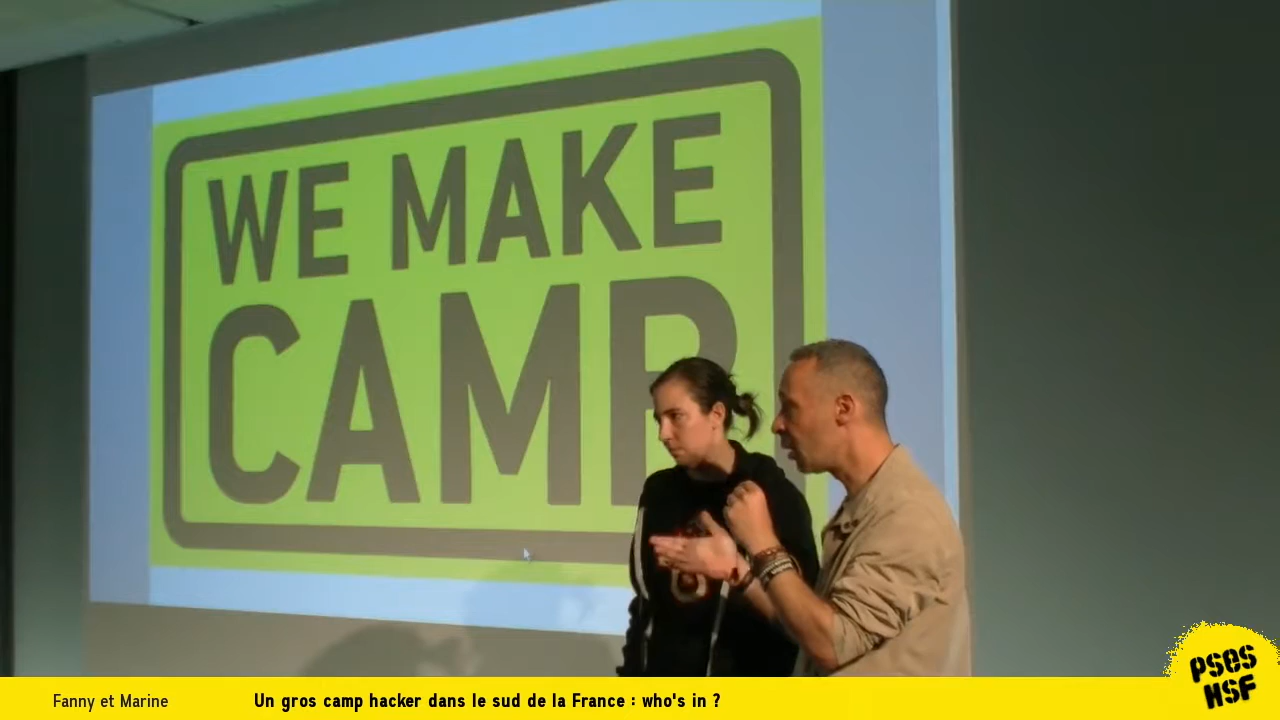 WE MAKE
CAMP
Fanny et Marine
Un gros camp hacker dans le sud de la France : who's in ?
PSES
HSF